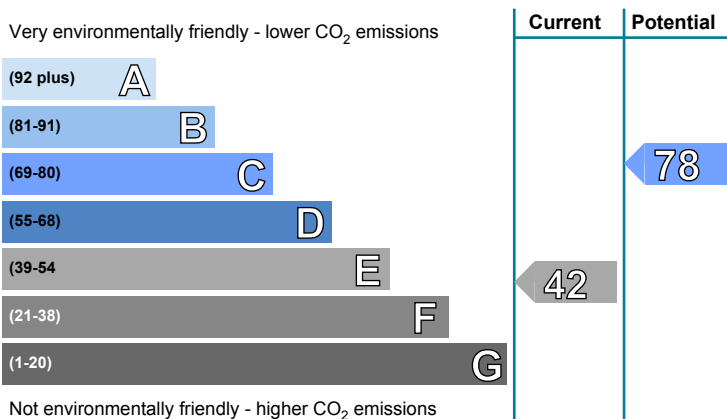 Current Potential
Very environmentally friendly - lower CO2 emissions
(92 plus) A
(81-91) B
(69-80) C
78
(55-68) D
(39-54 E
42
(21-38) F
(1-20) G
Not environmentally friendly - higher CO2 emissions